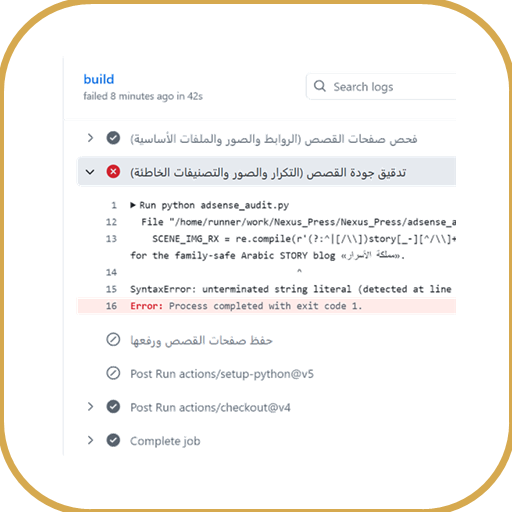 build
failed 8 minutes ago in 42s
Search logs
فحص صفحات القصص (الروابط والصور والملفات الأساسية)
تدقيق جودة القصص (التكرار والصور والتصنيفات الخاطئة)
1 ▶ Run python adsense_audit.py
12 File "/home/runner/work/Nexus_Press/Nexus_Press/adsense_a
13 SCENE_IMG_RX = re.compile(r'(?:^|[/\\])story[_-][^/\\]+
for the family-safe Arabic STORY blog «مملكة الأسرار».
14 ^
15 SyntaxError: unterminated string literal (detected at line
16 Error: Process completed with exit code 1.
حفظ صفحات القصص ورفعها
Post Run actions/setup-python@v5
Post Run actions/checkout@v4
Complete job